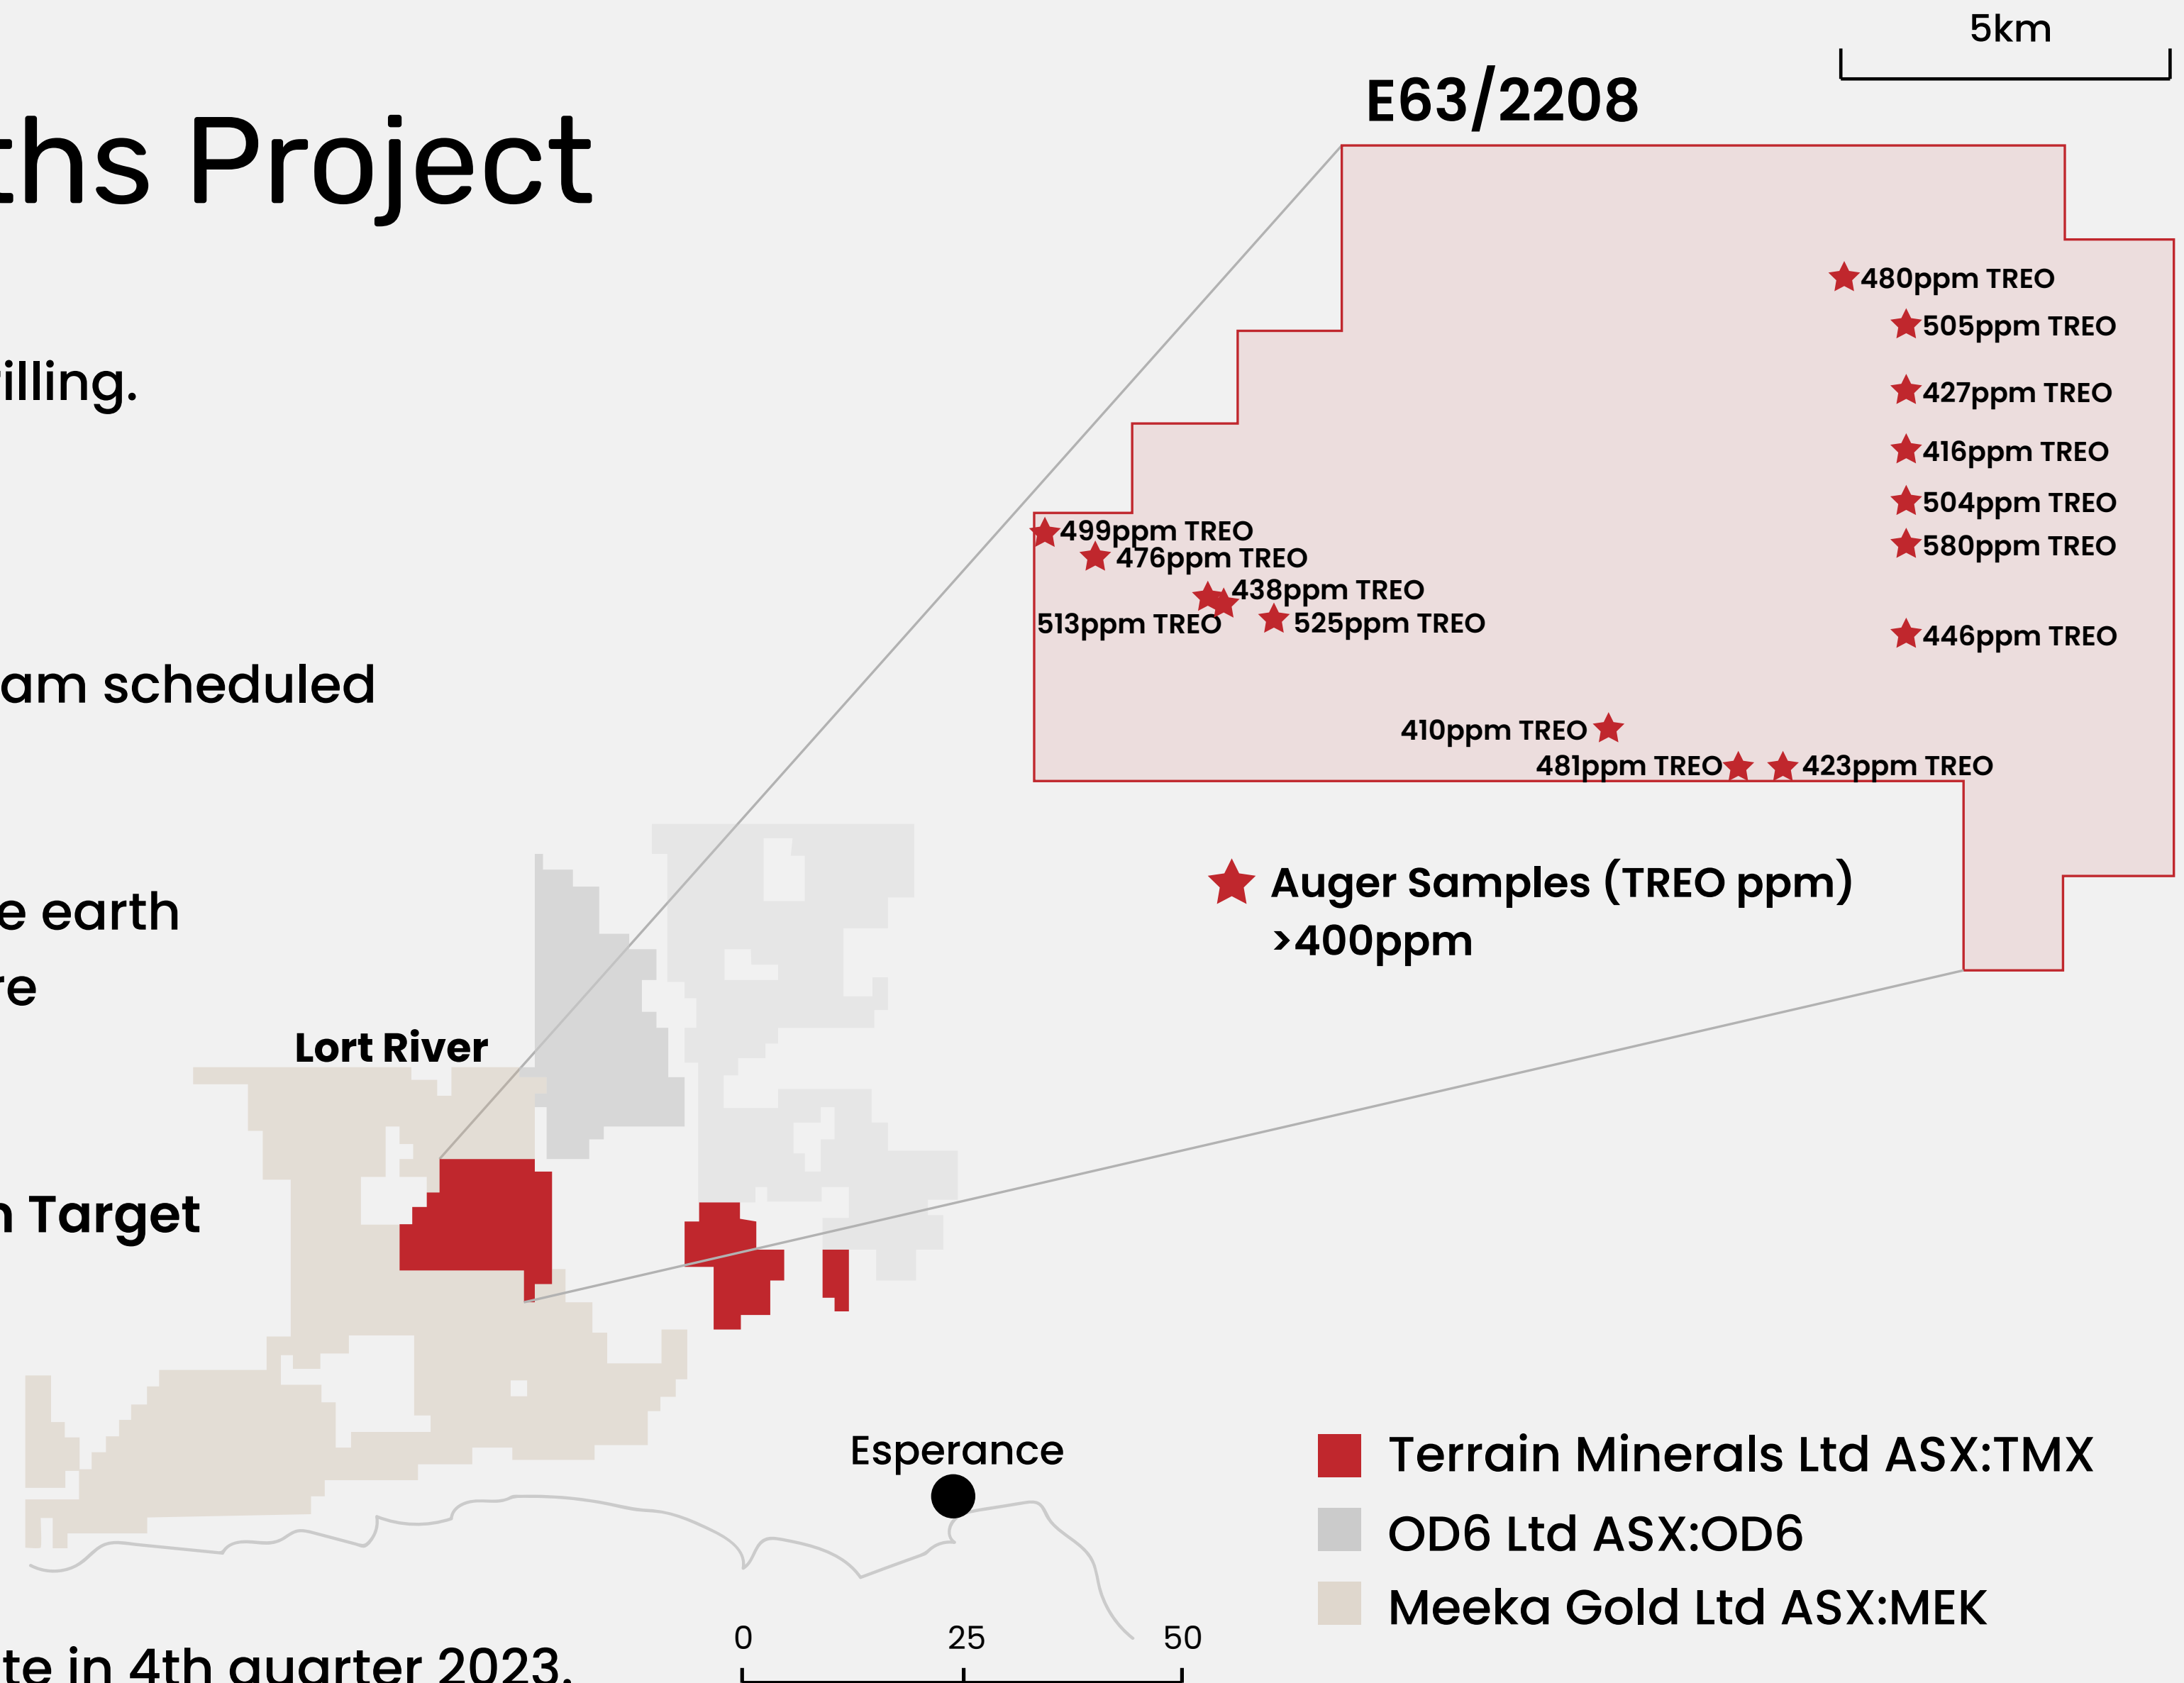 5km
E63/2208
ths Project
480ppm TREO
505ppm TREO
illing.
427ppm TREO
416ppm TREO
504ppm TREO
499ppm TREO
580ppm TREO
476ppm TREO
438ppm TREO
513ppm TREO
525ppm TREO
446ppm TREO
am scheduled
410ppm TREO
481ppm TREO
423ppm TREO
Auger Samples (TREO ppm)
>400ppm
e earth
re
Lort River
n Target
Esperance
Terrain Minerals Ltd ASX:TMX
OD6 Ltd ASX:OD6
Meeka Gold Ltd ASX:MEK
0 25 50
te in 4th quarter 2023.